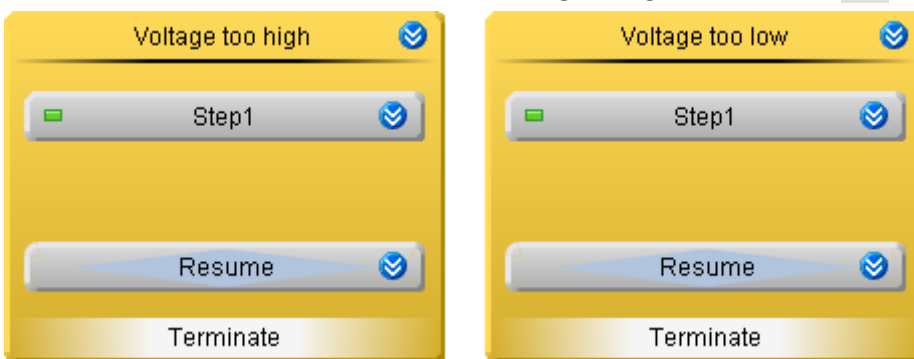 Voltage too high
Step1
Resume
Terminate
Voltage too low
Step1
Resume
Terminate